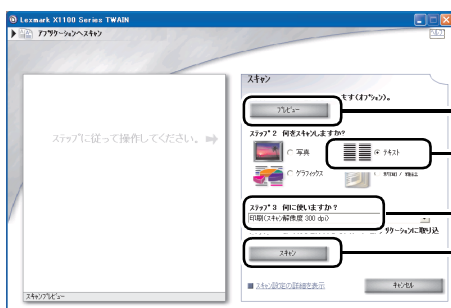 Lexmark X1100 Series TWAIN
アプリケーションへスキャン
ヘルプ
ステップに従って操作してください。
スキャン
ます(オプション)。
プレビュー
ステップ 2 何をスキャンしますか?
写真
テキスト
グラフィックス
ステップ 3 何に使いますか?
印刷(スキャン解像度 300 dpi)
リケーションに取り込
スキャン
スキャン設定の詳細を表示
キャンセル
スキャンプレビュー